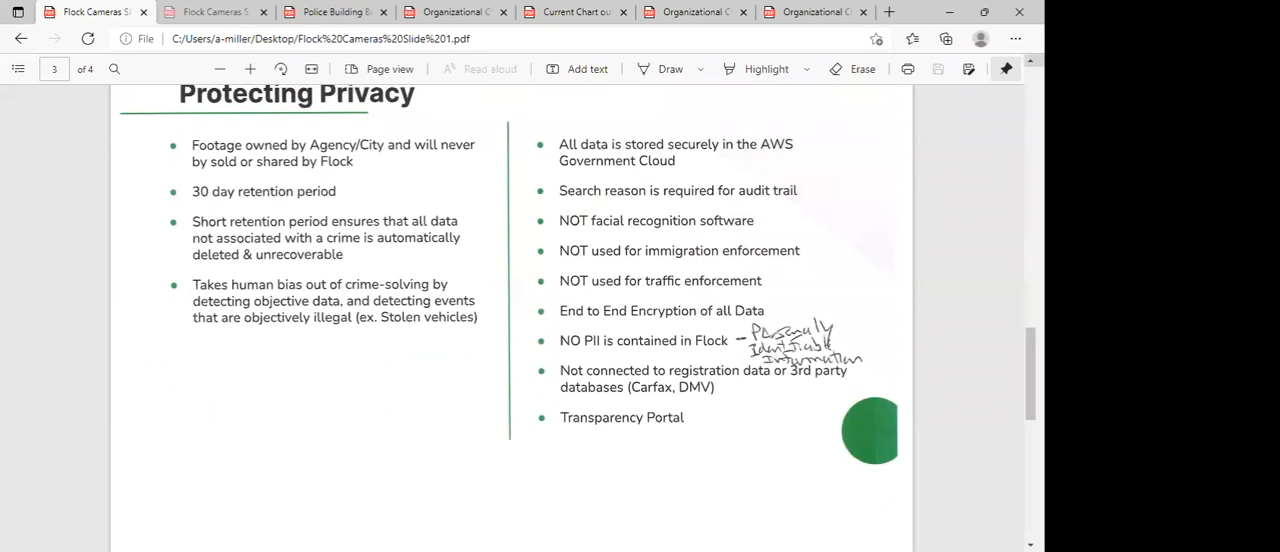 Flock Cameras Sl
Flock Cameras S
Police Building B
Organizational C
Current Chart ou
Organizational C
Organizational C
File
C:/Users/a-miller/Desktop/Flock%20Cameras%20Slide%201.pdf
3 of 4
Page view
Read aloud
Add text
Draw
Highlight
Erase
Protecting Privacy
Footage owned by Agency/City and will never
by sold or shared by Flock
30 day retention period
Short retention period ensures that all data
not associated with a crime is automatically
deleted & unrecoverable
Takes human bias out of crime-solving by
detecting objective data, and detecting events
that are objectively illegal (ex. Stolen vehicles)
All data is stored securely in the AWS
Government Cloud
Search reason is required for audit trail
NOT facial recognition software
NOT used for immigration enforcement
NOT used for traffic enforcement
End to End Encryption of all Data
NO PII is contained in Flock – Personally
Identifiable
Information
Not connected to registration data or 3rd party
databases (Carfax, DMV)
Transparency Portal